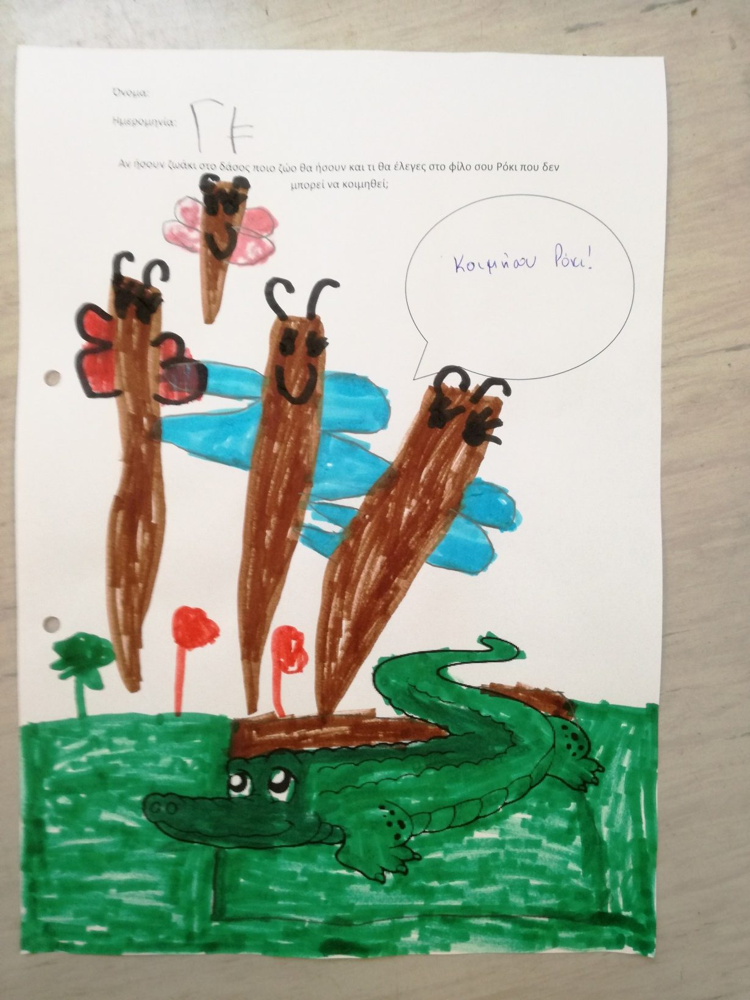 Όνομα:
Ημερομηνία: ΓΕ
Αν ήσουν ζωάκι στο δάσος ποιο ζώο θα ήσουν και τι θα έλεγες στο φίλο σου Ρόκι που δεν
μπορεί να κοιμηθεί;
Κοιμήσου Ρόκι!